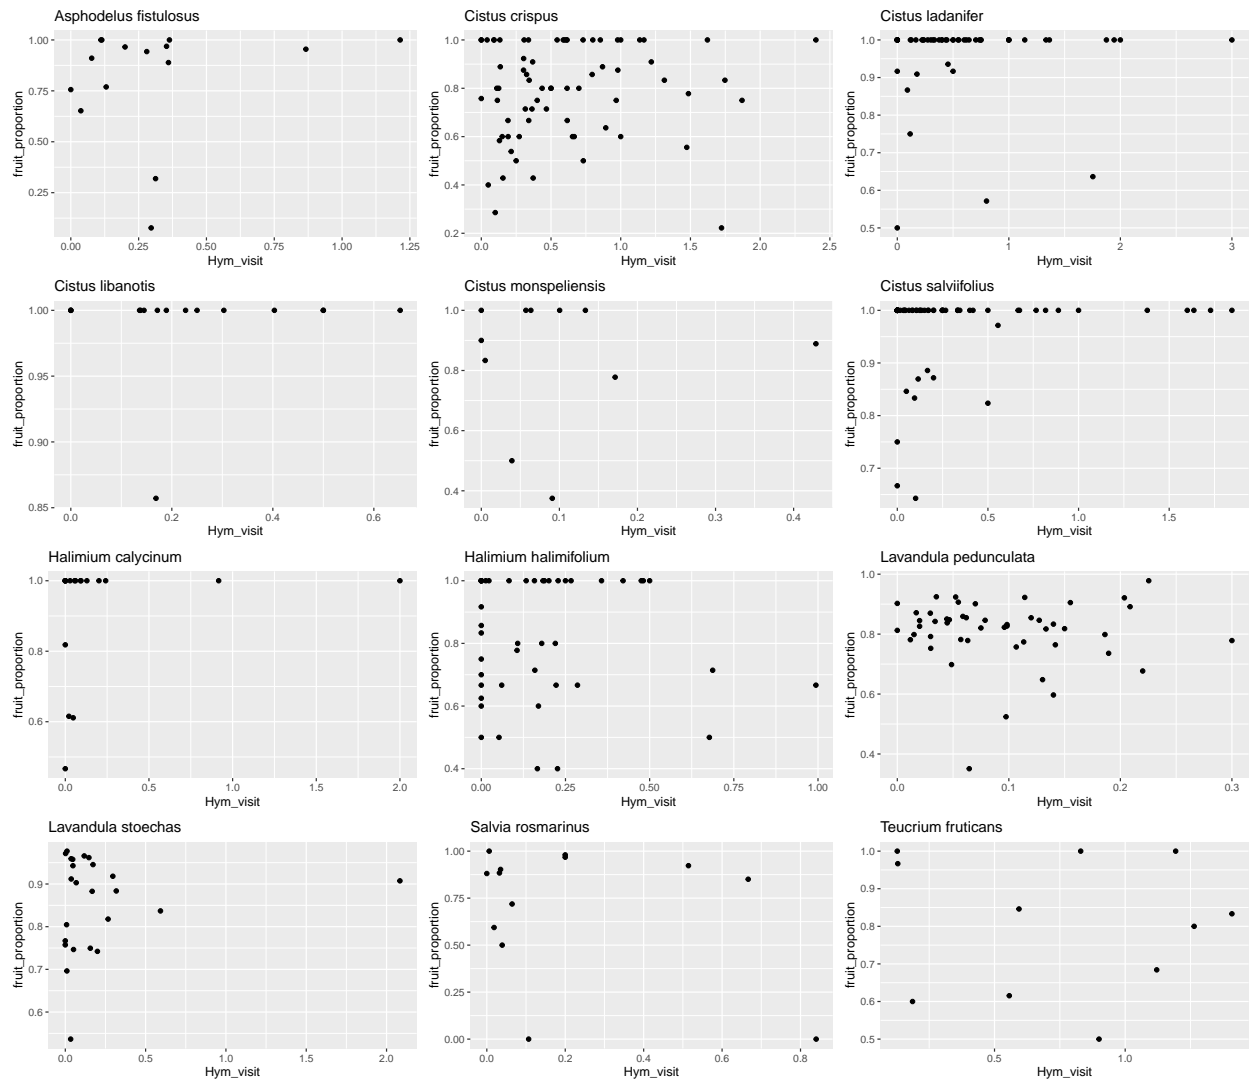 Asphodelus fistulosus
1.00
0.75
0.50
0.25
fruit_proportion
0.00 0.25 0.50 0.75 1.00 1.25
Hym_visit
Cistus crispus
1.0
0.8
0.6
0.4
0.2
fruit_proportion
0.0 0.5 1.0 1.5 2.0 2.5
Hym_visit
Cistus ladanifer
1.0
0.9
0.8
0.7
0.6
0.5
fruit_proportion
0 1 2 3
Hym_visit
Cistus libanotis
1.00
0.95
0.90
0.85
fruit_proportion
0.0 0.2 0.4 0.6
Hym_visit
Cistus monspeliensis
1.0
0.8
0.6
0.4
fruit_proportion
0.0 0.1 0.2 0.3 0.4
Hym_visit
Cistus salviifolius
1.0
0.9
0.8
0.7
fruit_proportion
0.0 0.5 1.0 1.5
Hym_visit
Halimium calycinum
1.0
0.8
0.6
fruit_proportion
0.0 0.5 1.0 1.5 2.0
Hym_visit
Halimium halimifolium
1.0
0.8
0.6
0.4
fruit_proportion
0.00 0.25 0.50 0.75 1.00
Hym_visit
Lavandula pedunculata
1.0
0.8
0.6
0.4
fruit_proportion
0.0 0.1 0.2 0.3
Hym_visit
Lavandula stoechas
0.9
0.8
0.7
0.6
fruit_proportion
0.0 0.5 1.0 1.5 2.0
Hym_visit
Salvia rosmarinus
1.00
0.75
0.50
0.25
0.00
fruit_proportion
0.0 0.2 0.4 0.6 0.8
Hym_visit
Teucrium fruticans
1.0
0.9
0.8
0.7
0.6
0.5
fruit_proportion
0.5 1.0
Hym_visit